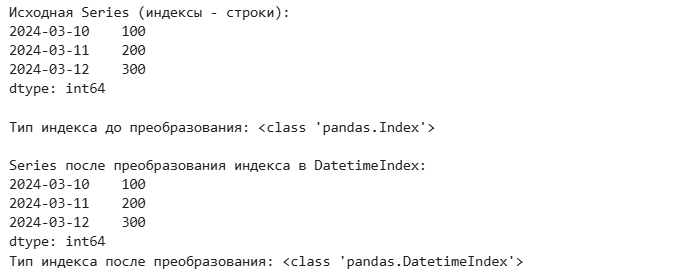 Исходная Series (индексы - строки):
2024-03-10    100
2024-03-11    200
2024-03-12    300
dtype: int64
Тип индекса до преобразования: <class 'pandas.Index'>
Series после преобразования индекса в DatetimeIndex:
2024-03-10    100
2024-03-11    200
2024-03-12    300
dtype: int64
Тип индекса после преобразования: <class 'pandas.DatetimeIndex'>